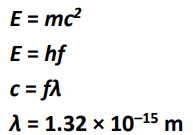 E = mc²
E = hf
c = fλ
λ = 1.32 × 10⁻¹⁵ m